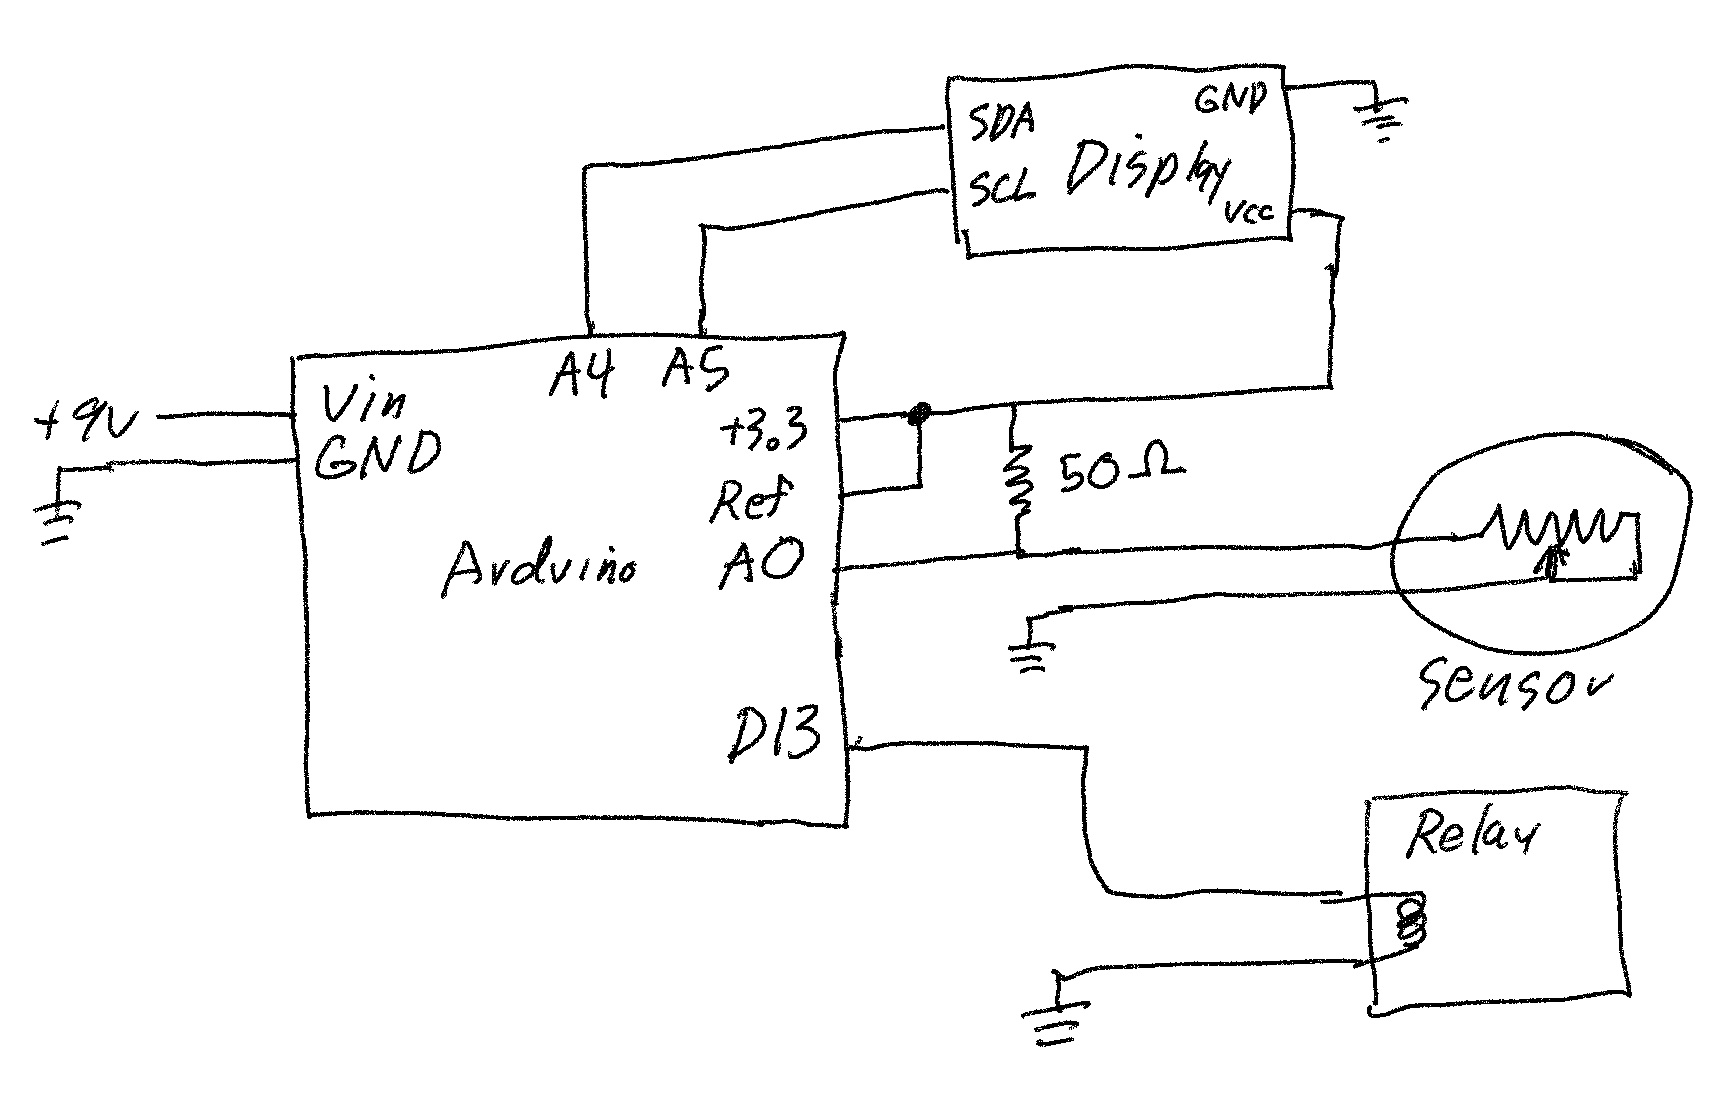 SDA
GND
SCL
Display
Vcc
A4 A5
+9V
Vin
GND
+3.3
Ref
50Ω
Arduino
A0
Sensor
D13
Relay